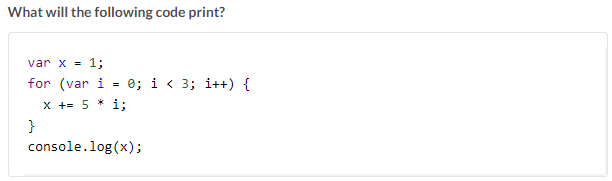 What will the following code print?
var x = 1;
for (var i = 0; i < 3; i++) {
  x += 5 * i;
}
console.log(x);